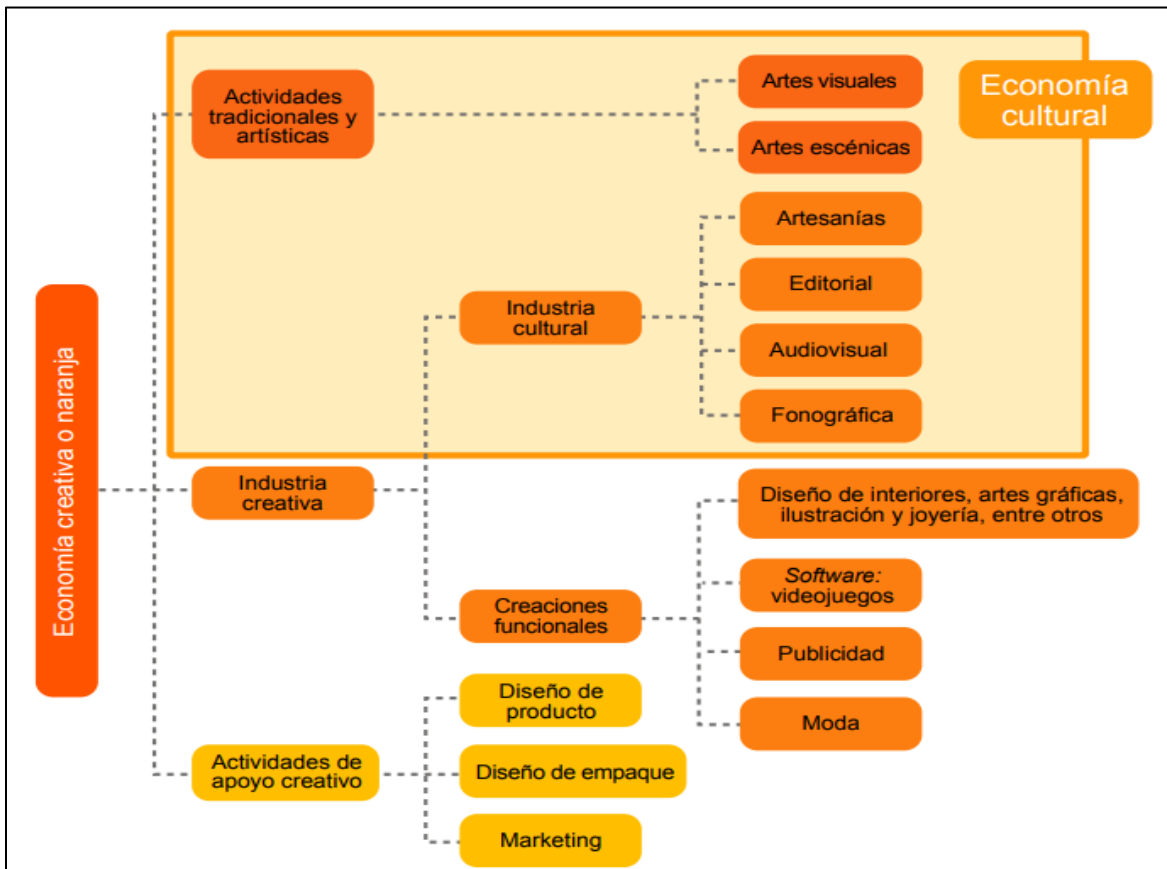 Economía creativa o naranja
Actividades
tradicionales y
artísticas
Artes visuales
Artes escénicas
Economía
cultural
Industria
creativa
Industria
cultural
Artesanías
Editorial
Audiovisual
Fonográfica
Creaciones
funcionales
Diseño de interiores, artes gráficas,
ilustración y joyería, entre otros
Software:
videojuegos
Publicidad
Moda
Actividades de
apoyo creativo
Diseño de
producto
Diseño de empaque
Marketing